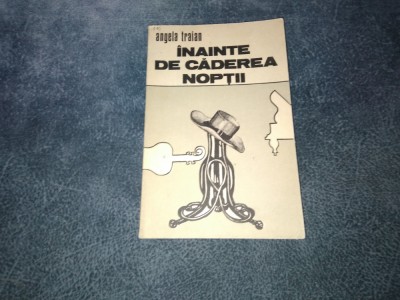 angela traian
ÎNAINTE
DE CĂDEREA
NOPȚII